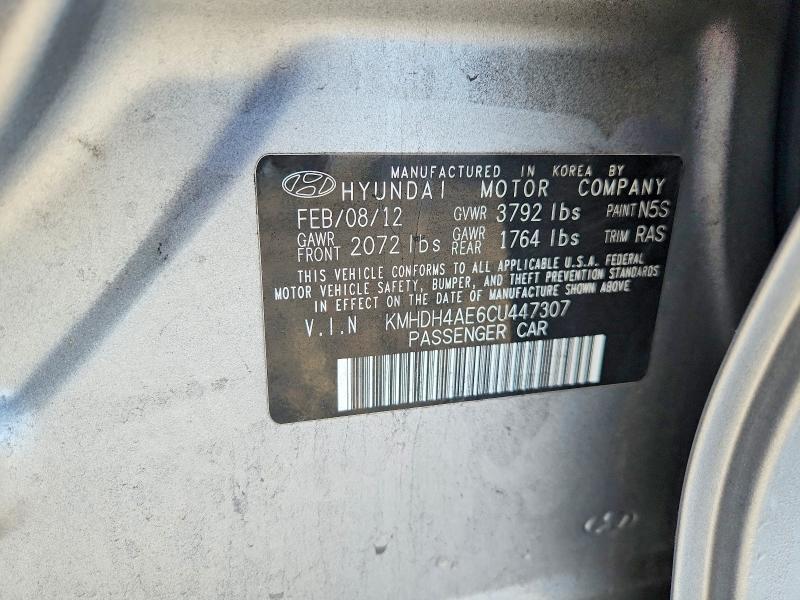 MANUFACTURED IN KOREA BY
HYUNDAI MOTOR COMPANY
FEB/08/12 GVWR 3792 lbs PAINT N5S
GAWR FRONT 2072 lbs GAWR REAR 1764 lbs TRIM RAS
THIS VEHICLE CONFORMS TO ALL APPLICABLE U.S.A. FEDERAL
MOTOR VEHICLE SAFETY, BUMPER, AND THEFT PREVENTION STANDARDS
IN EFFECT ON THE DATE OF MANUFACTURE SHOWN ABOVE.
V.I.N KMHDH4AE6CU447307
PASSENGER CAR